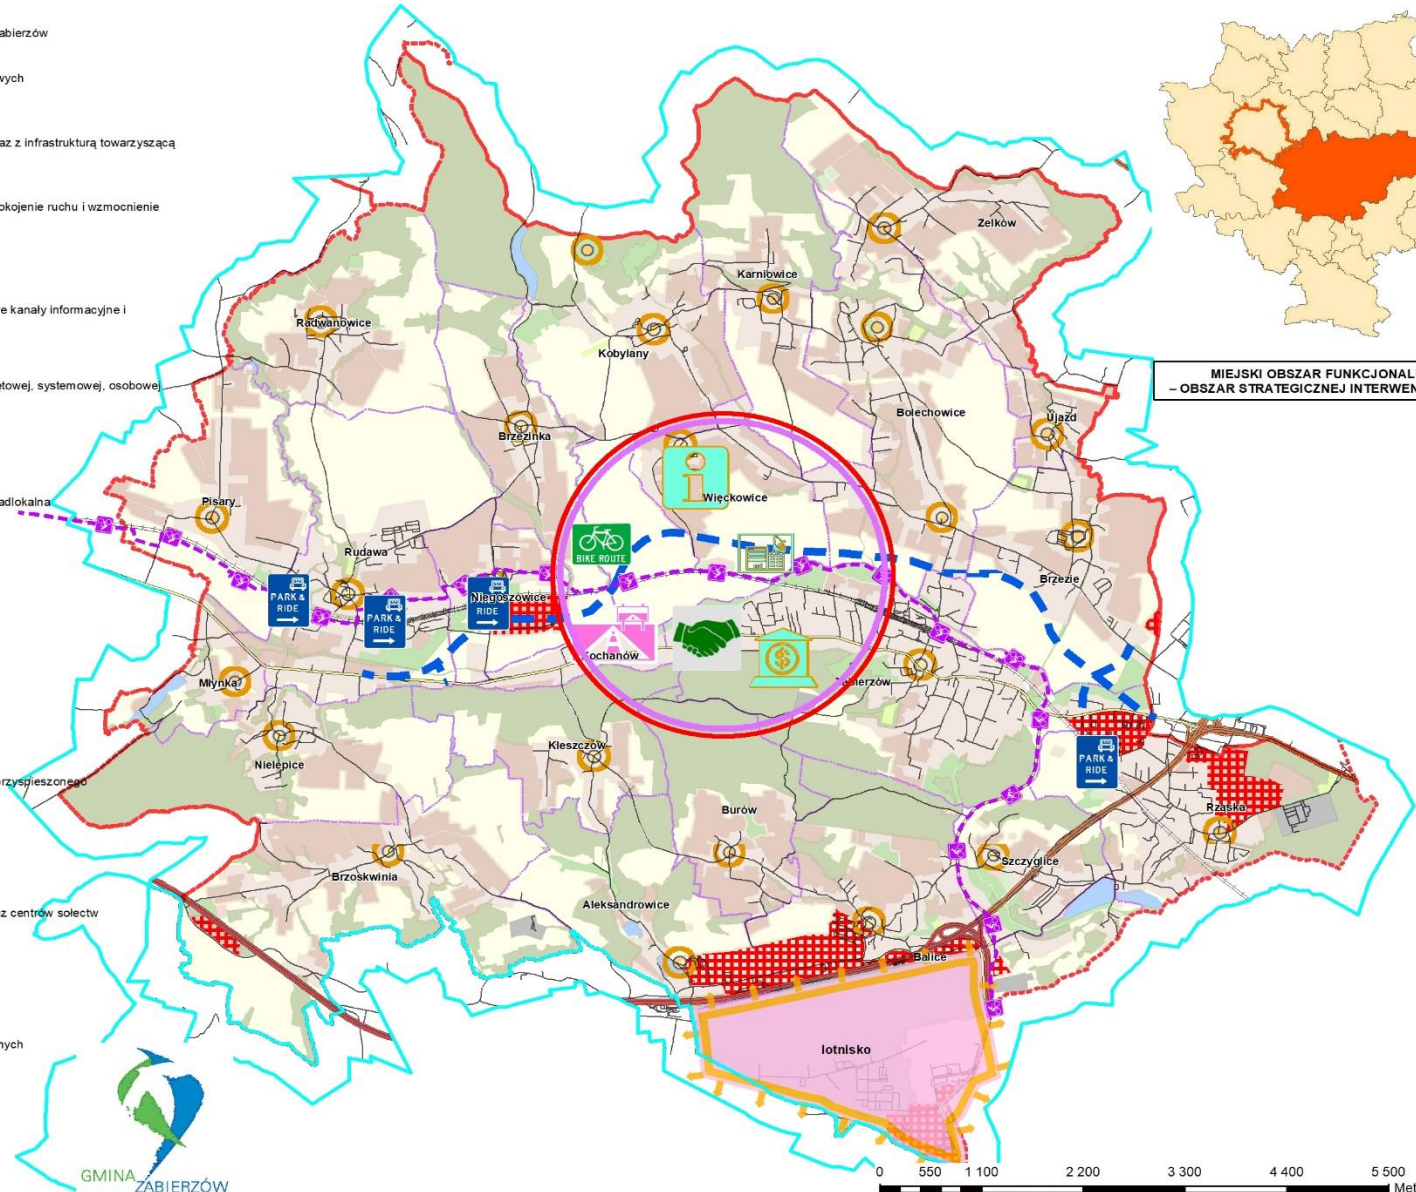 abierzów
wych
az z infrastrukturą towarzyszącą
okojenie ruchu i wzmocnienie
e kanały informacyjne i
etowej, systemowej, osobowej
adlokalna
rzyspieszonego
z centrów sołectw
nych
MIEJSKI OBSZAR FUNKCJONAL
– OBSZAR STRATEGICZNEJ INTERWEN
Zelków
Karniowice
Radwanowice
Kobylany
Bolechowice
Ujazd
Brzezinka
Więckowice
Pisary
BIKE ROUTE
Rudawa
Brzezie
PARK &
RIDE
PARK &
RIDE
Niegoszowice
RIDE
Kochanów
Młynka
Zabierzów
Kleszczów
Nielepice
PARK &
RIDE
Burów
Rząska
Szczyglice
Brzoskwinia
Aleksandrowice
Balice
lotnisko
GMINA
ZABIERZÓW
0 550 1 100 2 200 3 300 4 400 5 500
Met